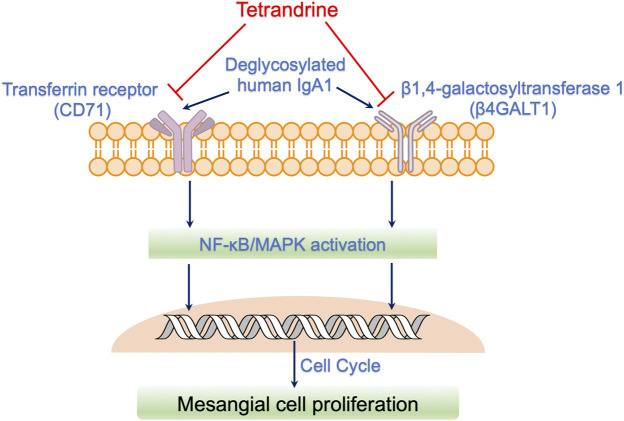 Tetrandrine
Deglycosylated
human IgA1
Transferrin receptor
(CD71)
β1,4-galactosyltransferase 1
(β4GALT1)
NF-κB/MAPK activation
Cell Cycle
Mesangial cell proliferation